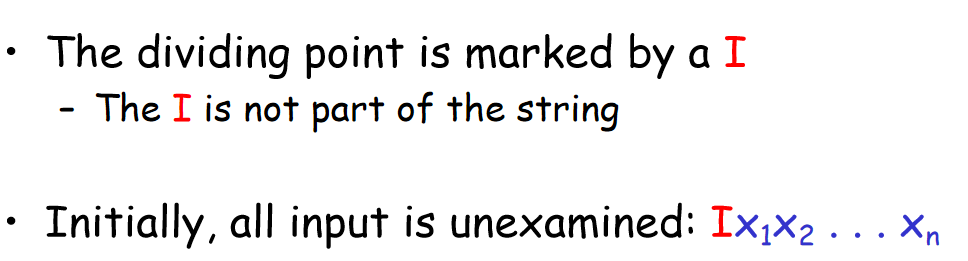 • The dividing point is marked by a I
– The I is not part of the string
• Initially, all input is unexamined: Ix₁x₂ . . . xₙ